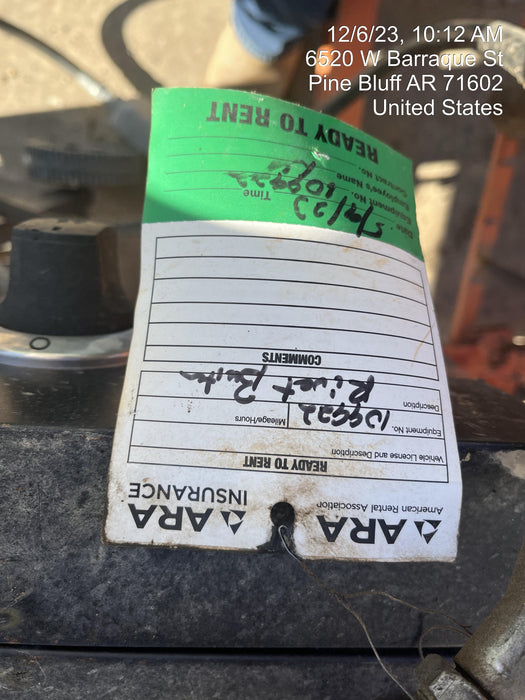 12/6/23, 10:12 AM
6520 W Barraque St
Pine Bluff AR 71602
United States
ARA ARA
American Rental Association INSURANCE
READY TO RENT
Vehicle License and Description
Equipment No. 109922 Mileage/Hours
Description Rivet Buster
COMMENTS
Date Time
Equipment No. 109922
Employee's Name
Contract No.
READY TO RENT